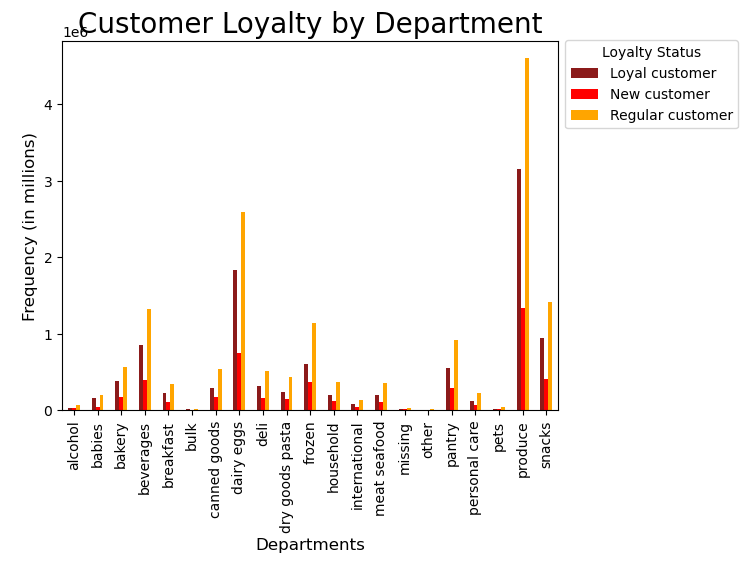 Customer Loyalty by Department
1e6
Loyalty Status
Loyal customer
New customer
Regular customer
Frequency (in millions)
4
3
2
1
0
alcohol
babies
bakery
beverages
breakfast
bulk
canned goods
dairy eggs
deli
dry goods pasta
frozen
household
international
meat seafood
missing
other
pantry
personal care
pets
produce
snacks
Departments